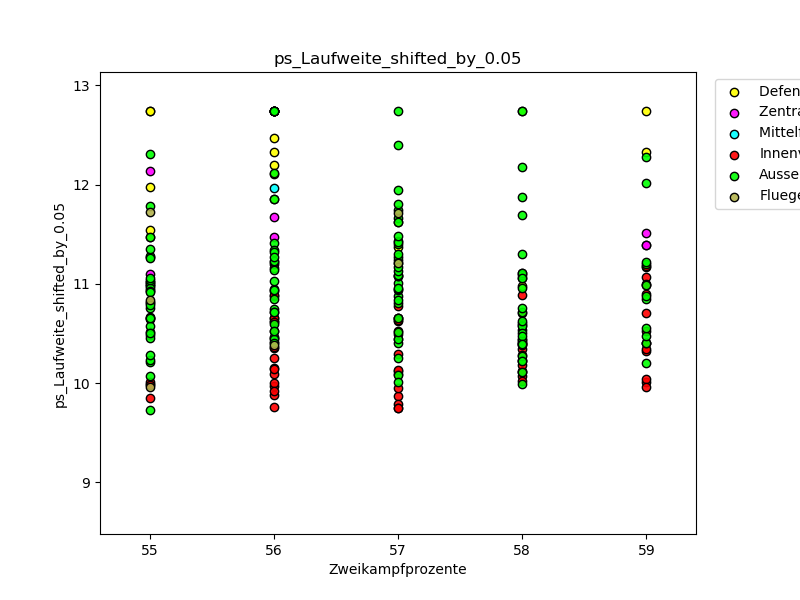 ps_Laufweite_shifted_by_0.05
13
12
11
10
9
ps_Laufweite_shifted_by_0.05
55 56 57 58 59
Zweikampfprozente
Defen
Zentra
Mittelf
Innenv
Ausse
Fluege